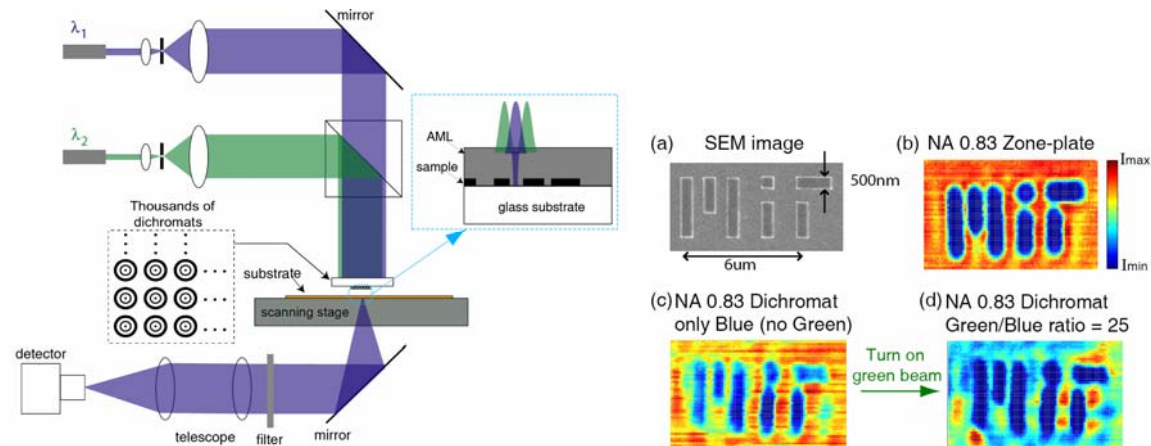 mirror
λ1
λ2
Thousands of
dichromats
substrate
scanning stage
AML
sample
glass substrate
detector
telescope
filter
mirror
(a) SEM image
500nm
6um
(b) NA 0.83 Zone-plate
Imax
Imin
(c) NA 0.83 Dichromat
only Blue (no Green)
Turn on
green beam
(d) NA 0.83 Dichromat
Green/Blue ratio = 25